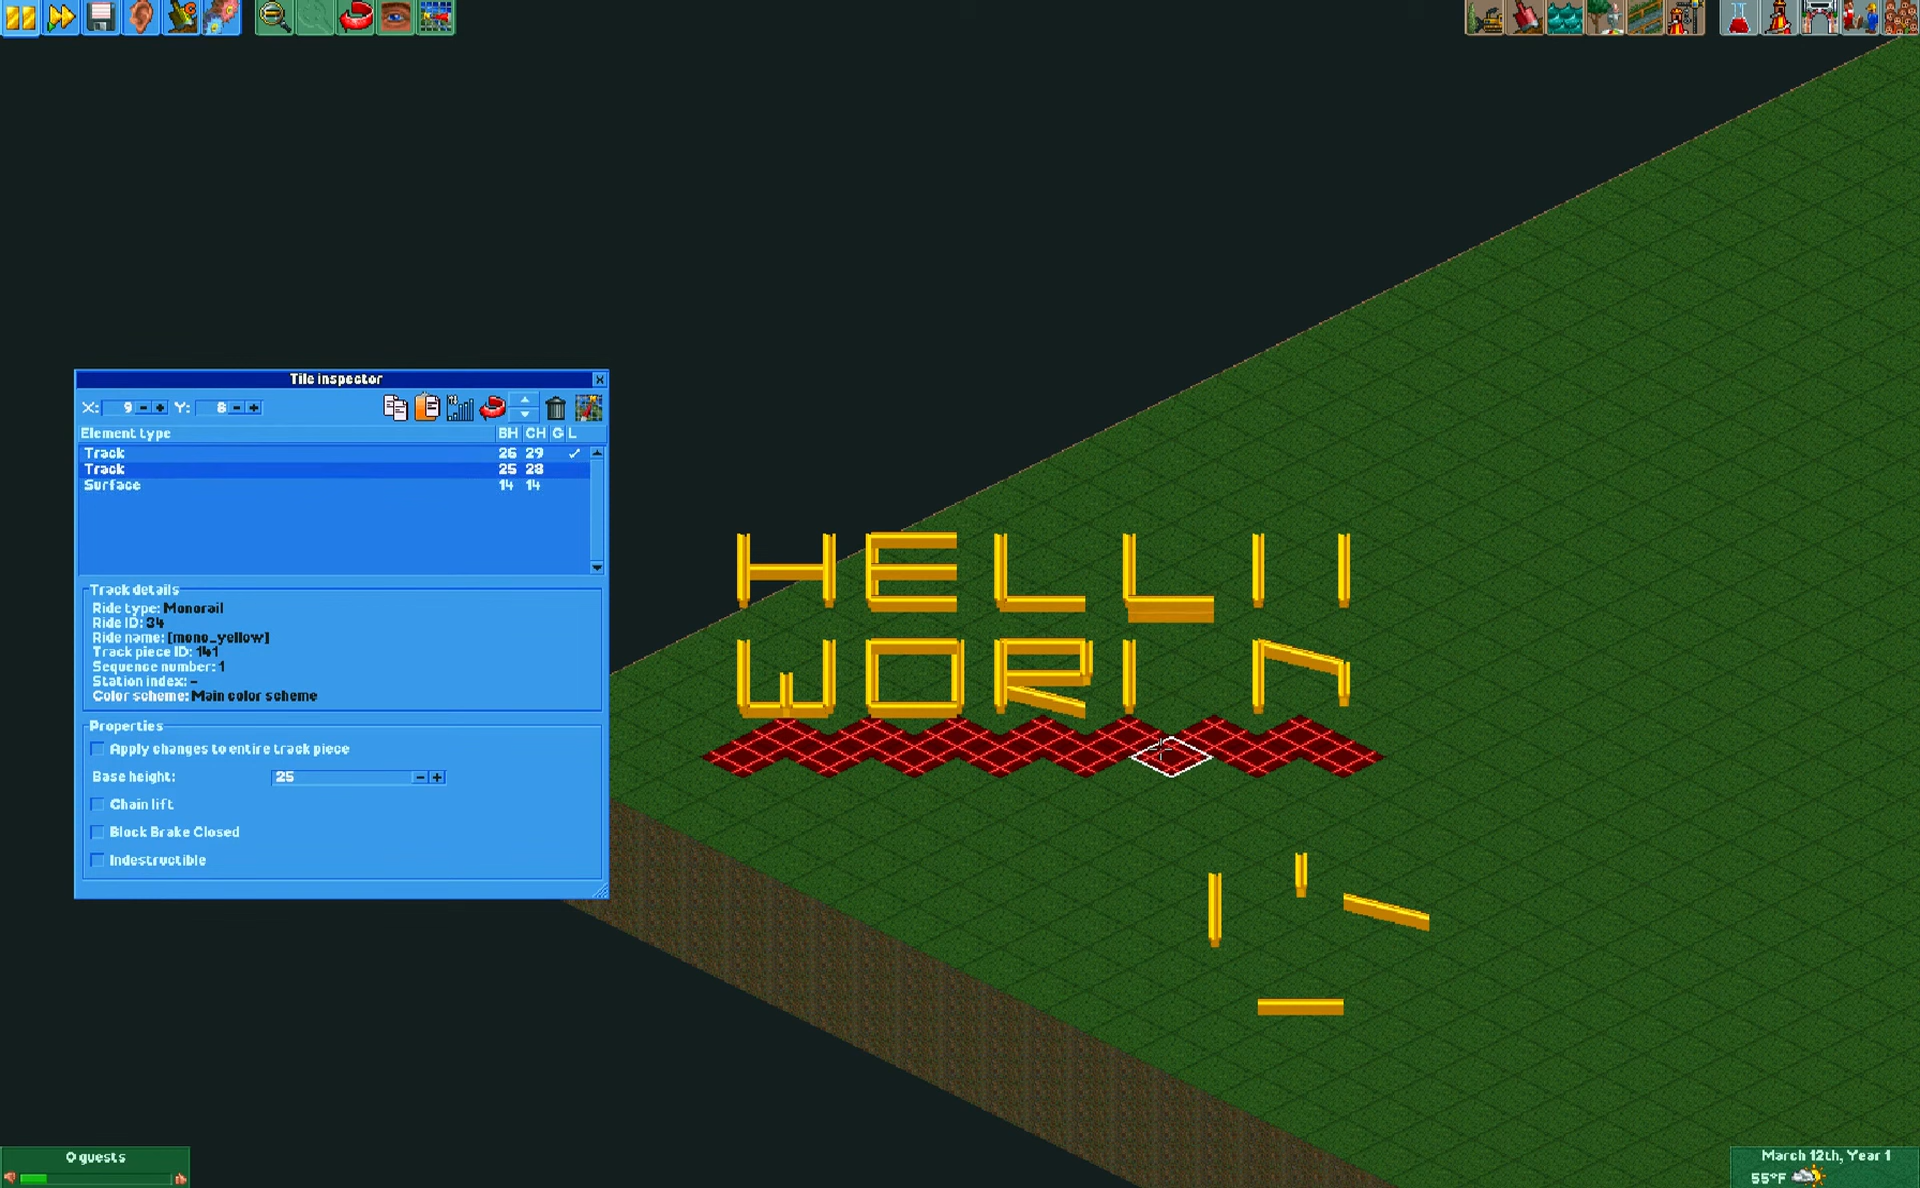 Tile inspector
X: 9 - + Y: 8 - +
Element type BH CH G L
Track 26 29 ✓
Track 25 28
Surface 14 14
Track details
Ride type: Monorail
Ride ID: 34
Ride name: [mono_yellow]
Track piece ID: 141
Sequence number: 1
Station index: -
Color scheme: Main color scheme
Properties
Apply changes to entire track piece
Base height: 25 - +
Chain lift
Block Brake Closed
Indestructible
HELL
WOR
0 guests
March 12th, Year 1
55°F